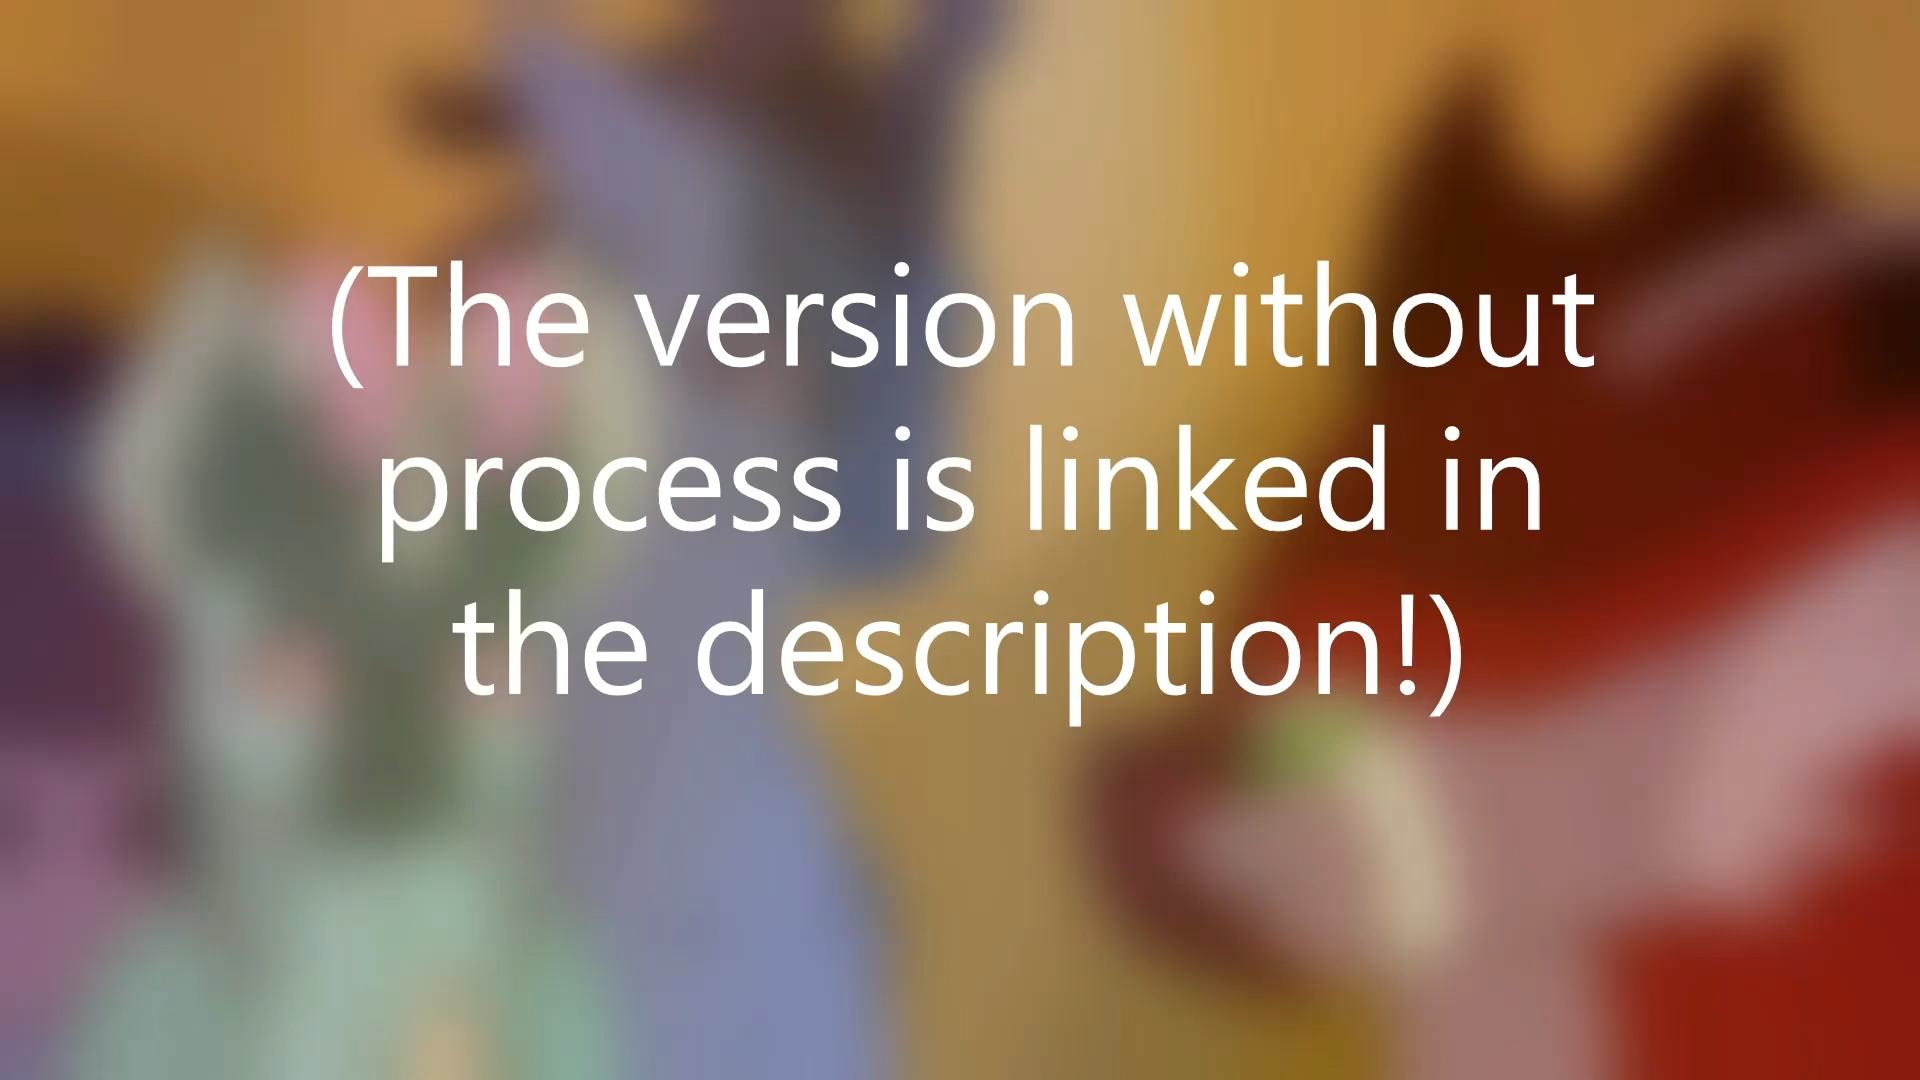 (The version without
process is linked in
the description!)